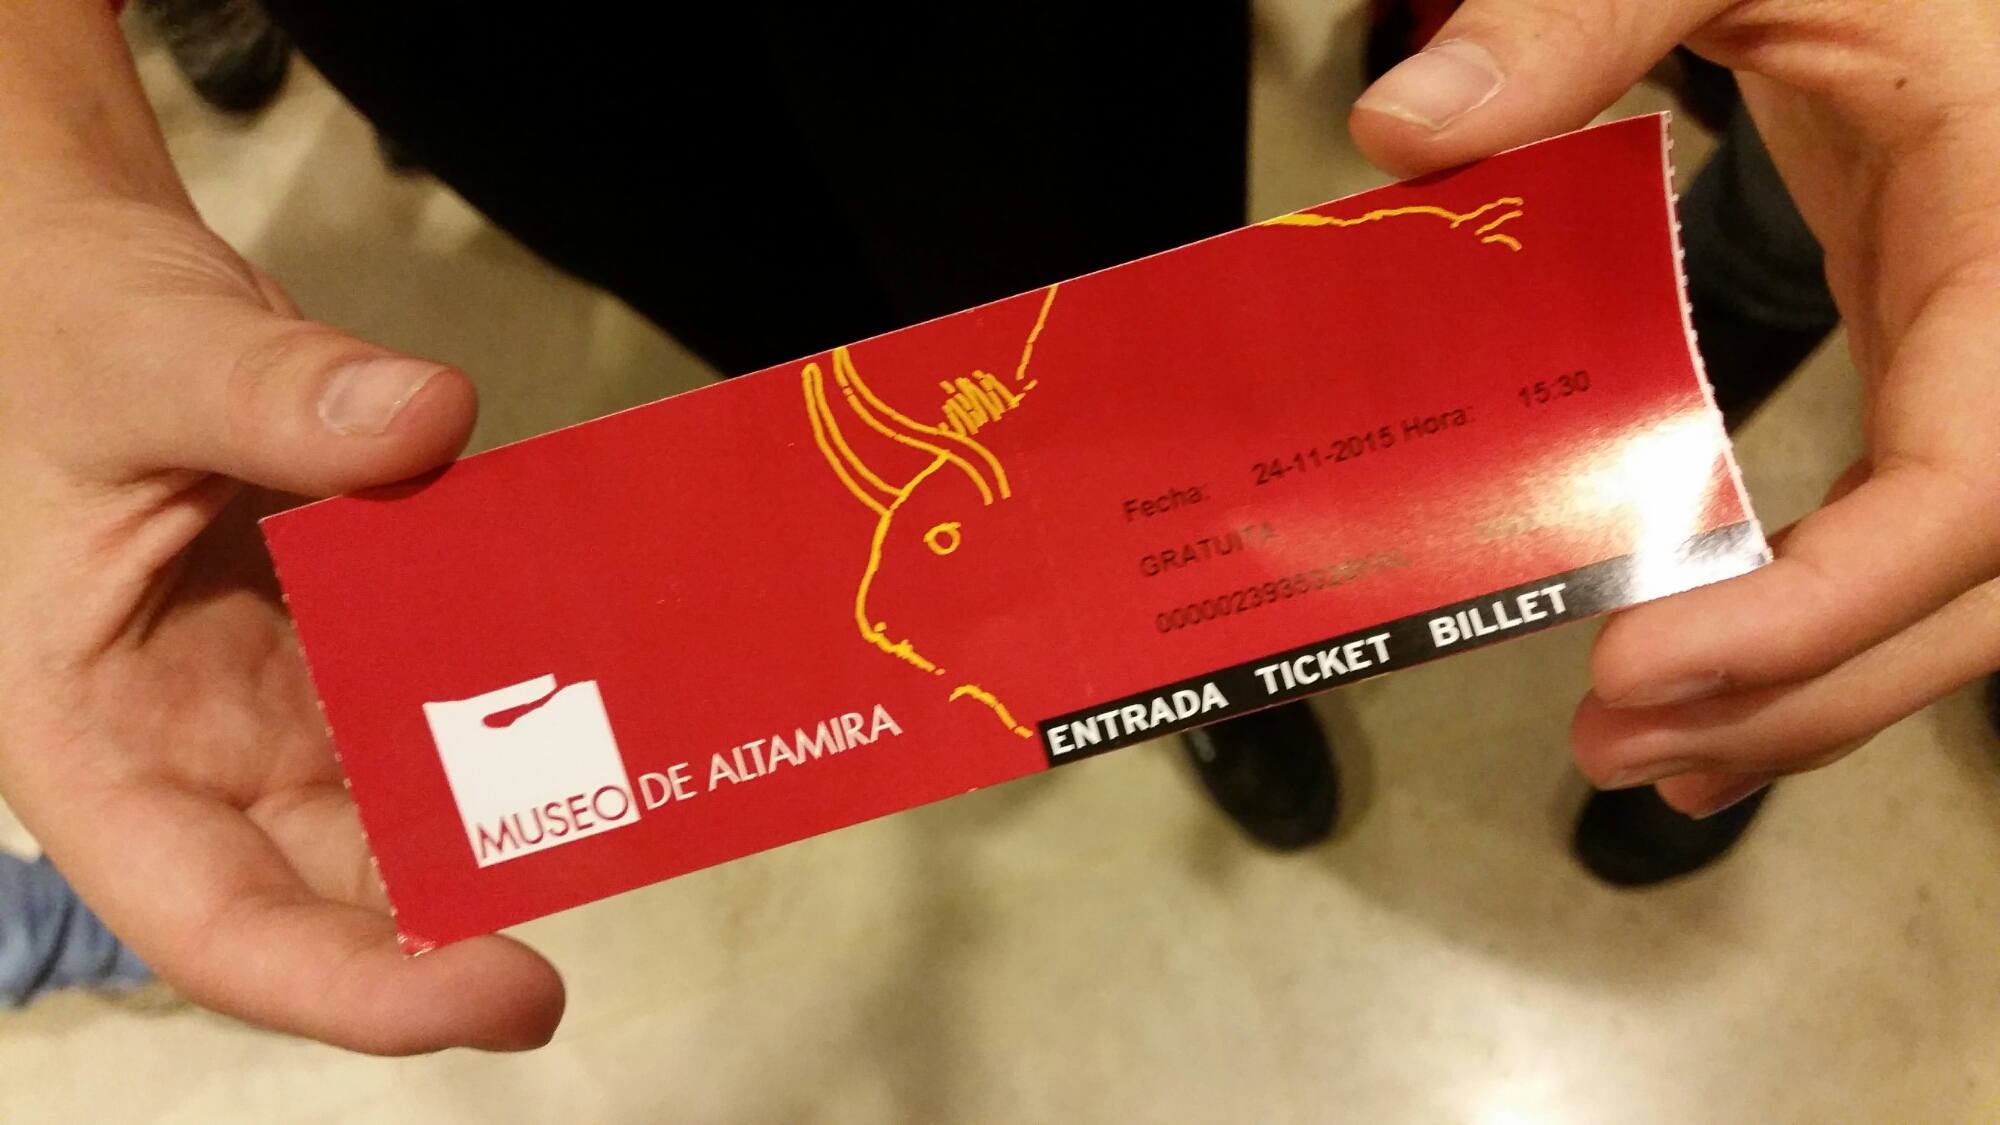 Fecha: 24-11-2015 Hora: 15:30
GRATUITA
MUSEO DE ALTAMIRA
ENTRADA TICKET BILLET